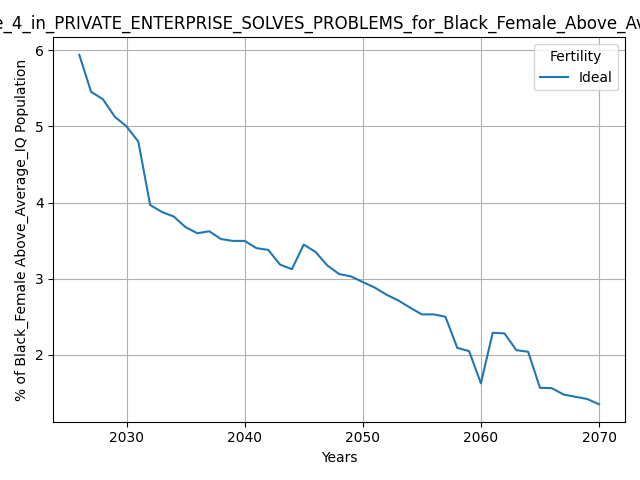 e_4_in_PRIVATE_ENTERPRISE_SOLVES_PROBLEMS_for_Black_Female_Above_Av
Fertility
Ideal
% of Black_Female Above_Average_IQ Population
6
5
4
3
2
2030 2040 2050 2060 2070
Years